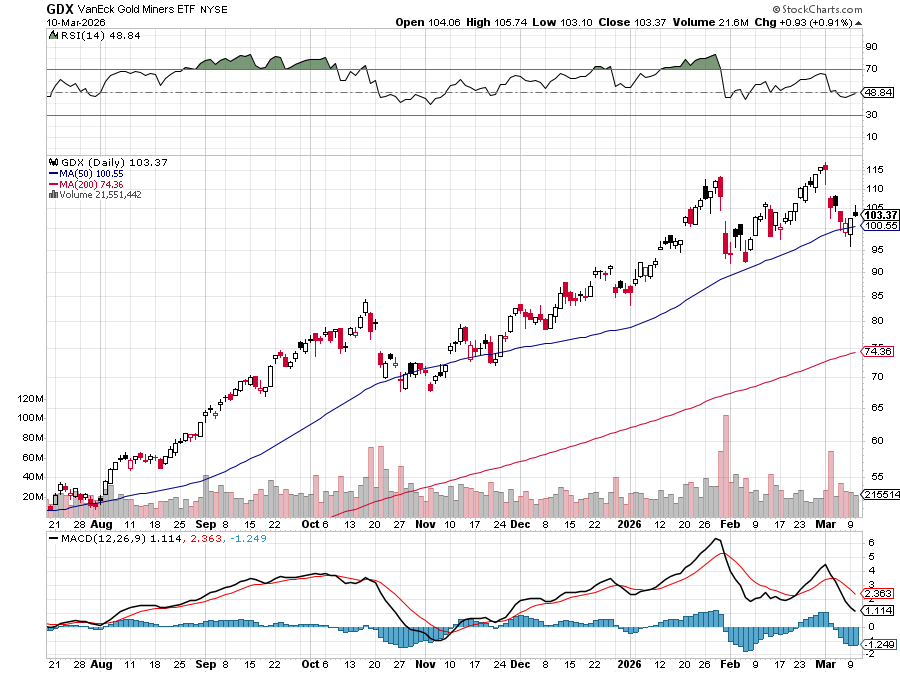 GDX VanEck Gold Miners ETF NYSE
© StockCharts.com
10-Mar-2026
Open 104.06 High 105.74 Low 103.10 Close 103.37 Volume 21.6M Chg +0.93 (+0.91%)
RSI(14) 48.84
90
70
48.84
30
10
GDX (Daily) 103.37
MA(50) 100.55
MA(200) 74.36
Volume 21,551,442
115
110
105
103.37
100.55
95
90
85
80
75
74.36
70
65
60
55
215514
120M
100M
80M
60M
40M
20M
21 28 Aug 11 18 25 Sep 8 15 22 Oct 6 13 20 27 Nov 10 17 24 Dec 8 15 22 2026 12 20 26 Feb 9 17 23 Mar 9
MACD(12,26,9) 1.114, 2.363, -1.249
6
5
4
3
2.363
1.114
0
-1.249
-2
21 28 Aug 11 18 25 Sep 8 15 22 Oct 6 13 20 27 Nov 10 17 24 Dec 8 15 22 2026 12 20 26 Feb 9 17 23 Mar 9